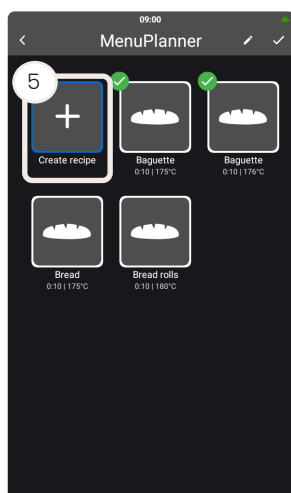 09:00
MenuPlanner
5
Create recipe
Baguette
0:10 | 175°C
Baguette
0:10 | 176°C
Bread
0:10 | 175°C
Bread rolls
0:10 | 180°C